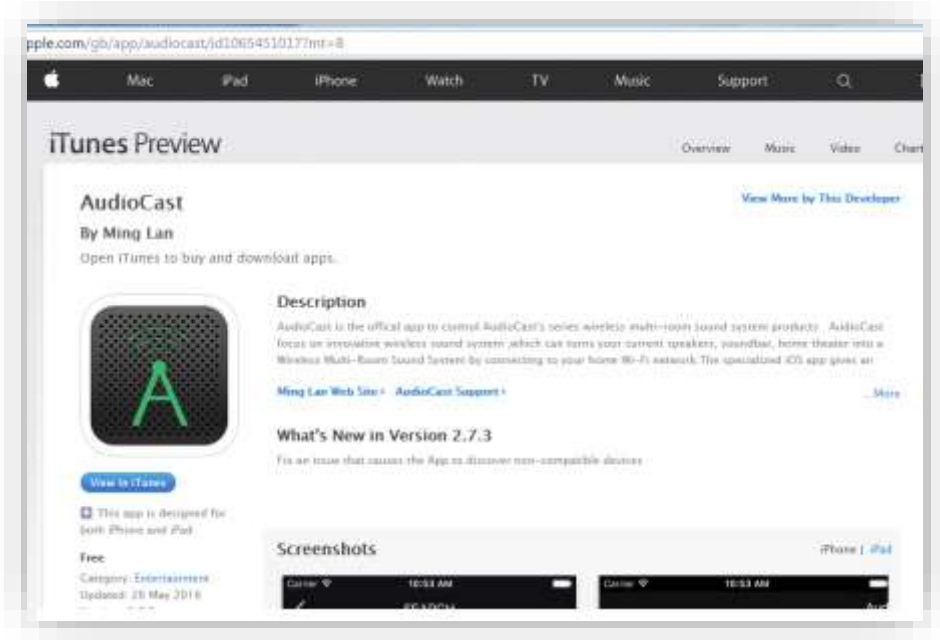 pple.com/gb/app/audiocast/id1065451017?mt=8
Mac iPad iPhone Watch TV Music Support
iTunes Preview
Overview Music Video Chart
AudioCast
View More by This Developer
By Ming Lan
Open iTunes to buy and download apps.
Description
AudioCast is the offical app to control AudioCast's series wireless multi-room sound system products . AudioCast
focus on innovative wireless sound system ,which can turns your current speakers, soundbar, home theater into a
Wireless Multi-Room Sound System by connecting to your home Wi-Fi network. The specialized iOS app gives an
Ming Lan Web Site AudioCast Support
...More
What's New in Version 2.7.3
Fix an issue that causes the App to discover non-compatible devices
View in iTunes
This app is designed for
both iPhone and iPad
Free
Category: Entertainment
Updated: 26 May 2016
Screenshots
iPhone | iPad
Carrier 10:53 AM
SEARCH
Carrier 10:53 AM